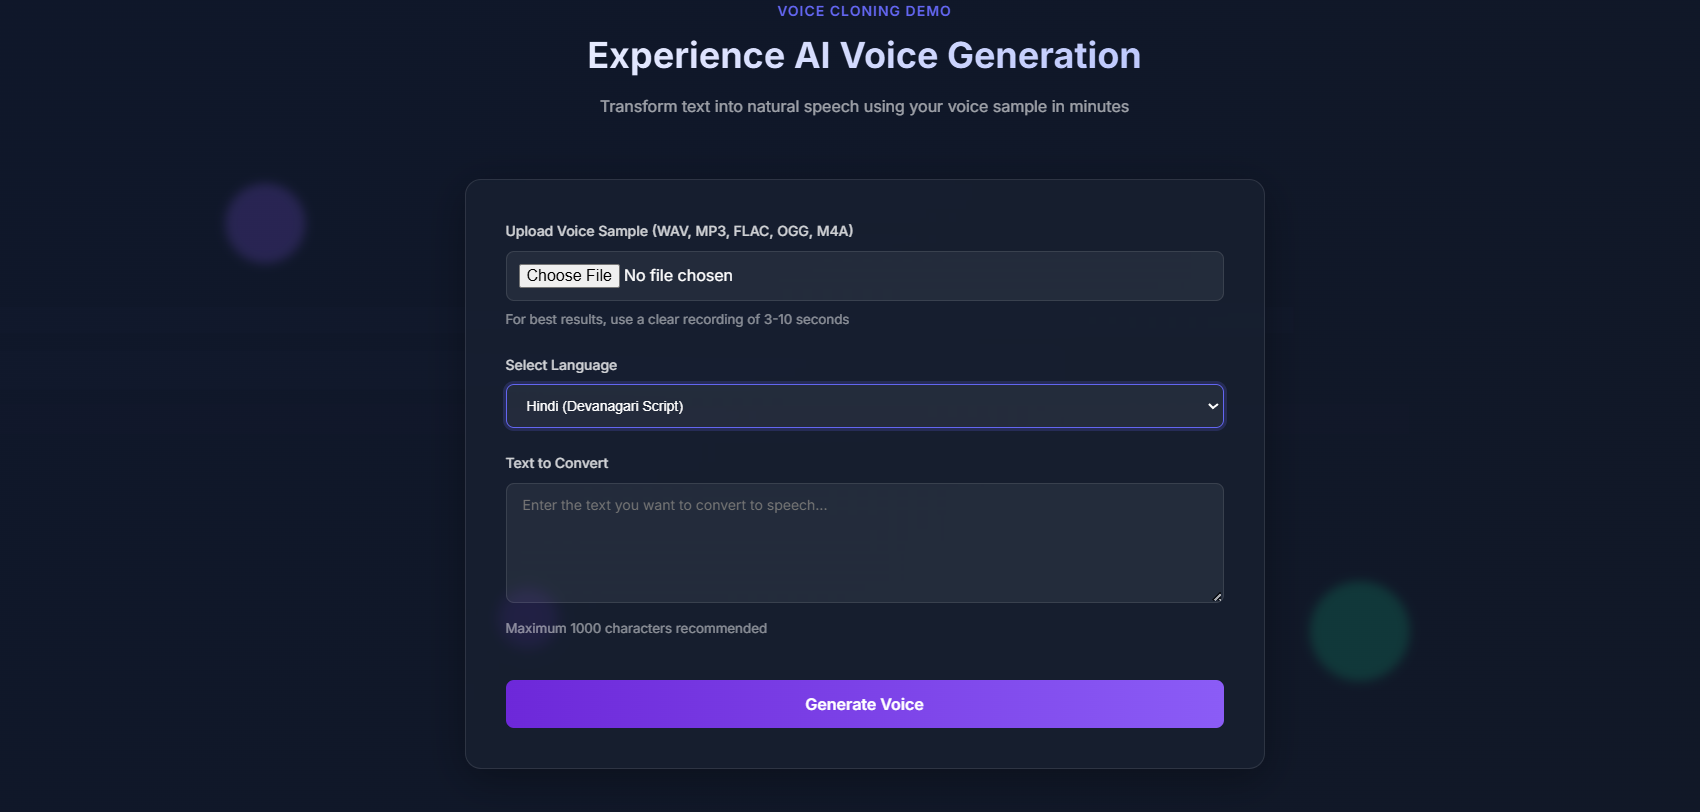 VOICE CLONING DEMO
Experience AI Voice Generation
Transform text into natural speech using your voice sample in minutes
Upload Voice Sample (WAV, MP3, FLAC, OGG, M4A)
Choose File No file chosen
For best results, use a clear recording of 3-10 seconds
Select Language
Hindi (Devanagari Script)
Text to Convert
Enter the text you want to convert to speech...
Maximum 1000 characters recommended
Generate Voice